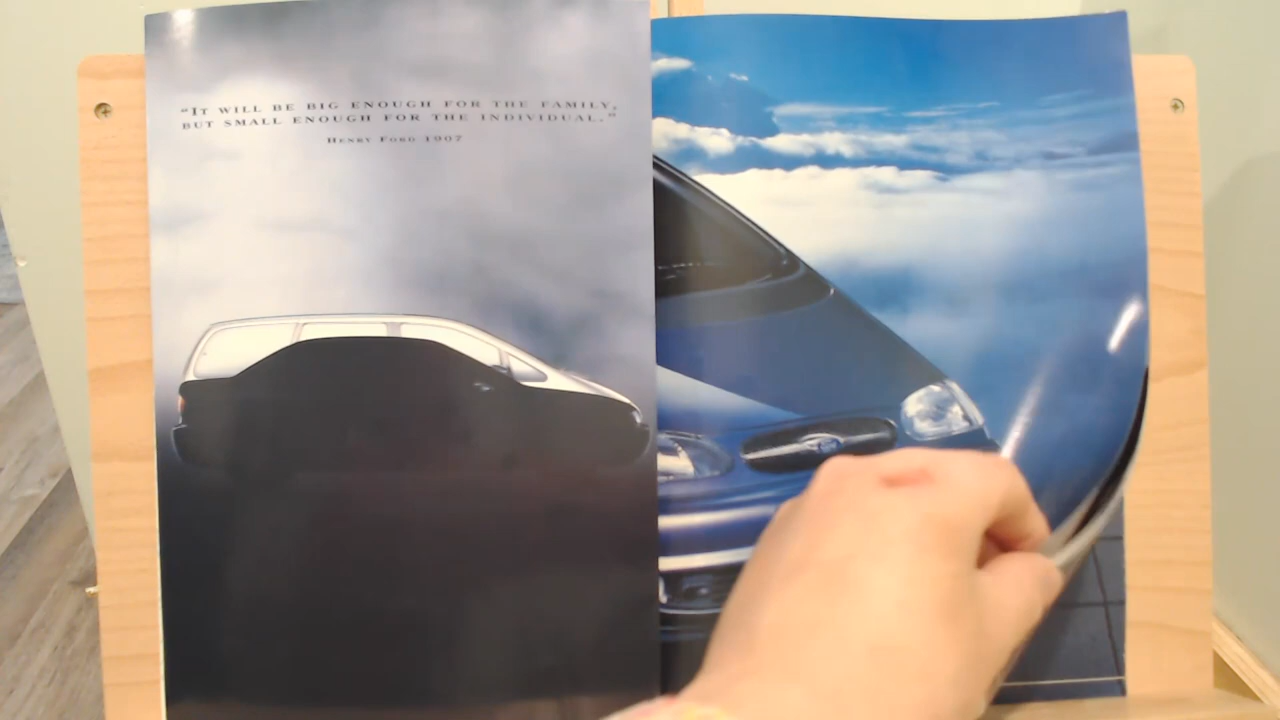 "It will be big enough for the family,
but small enough for the individual."
Henry Ford 1907